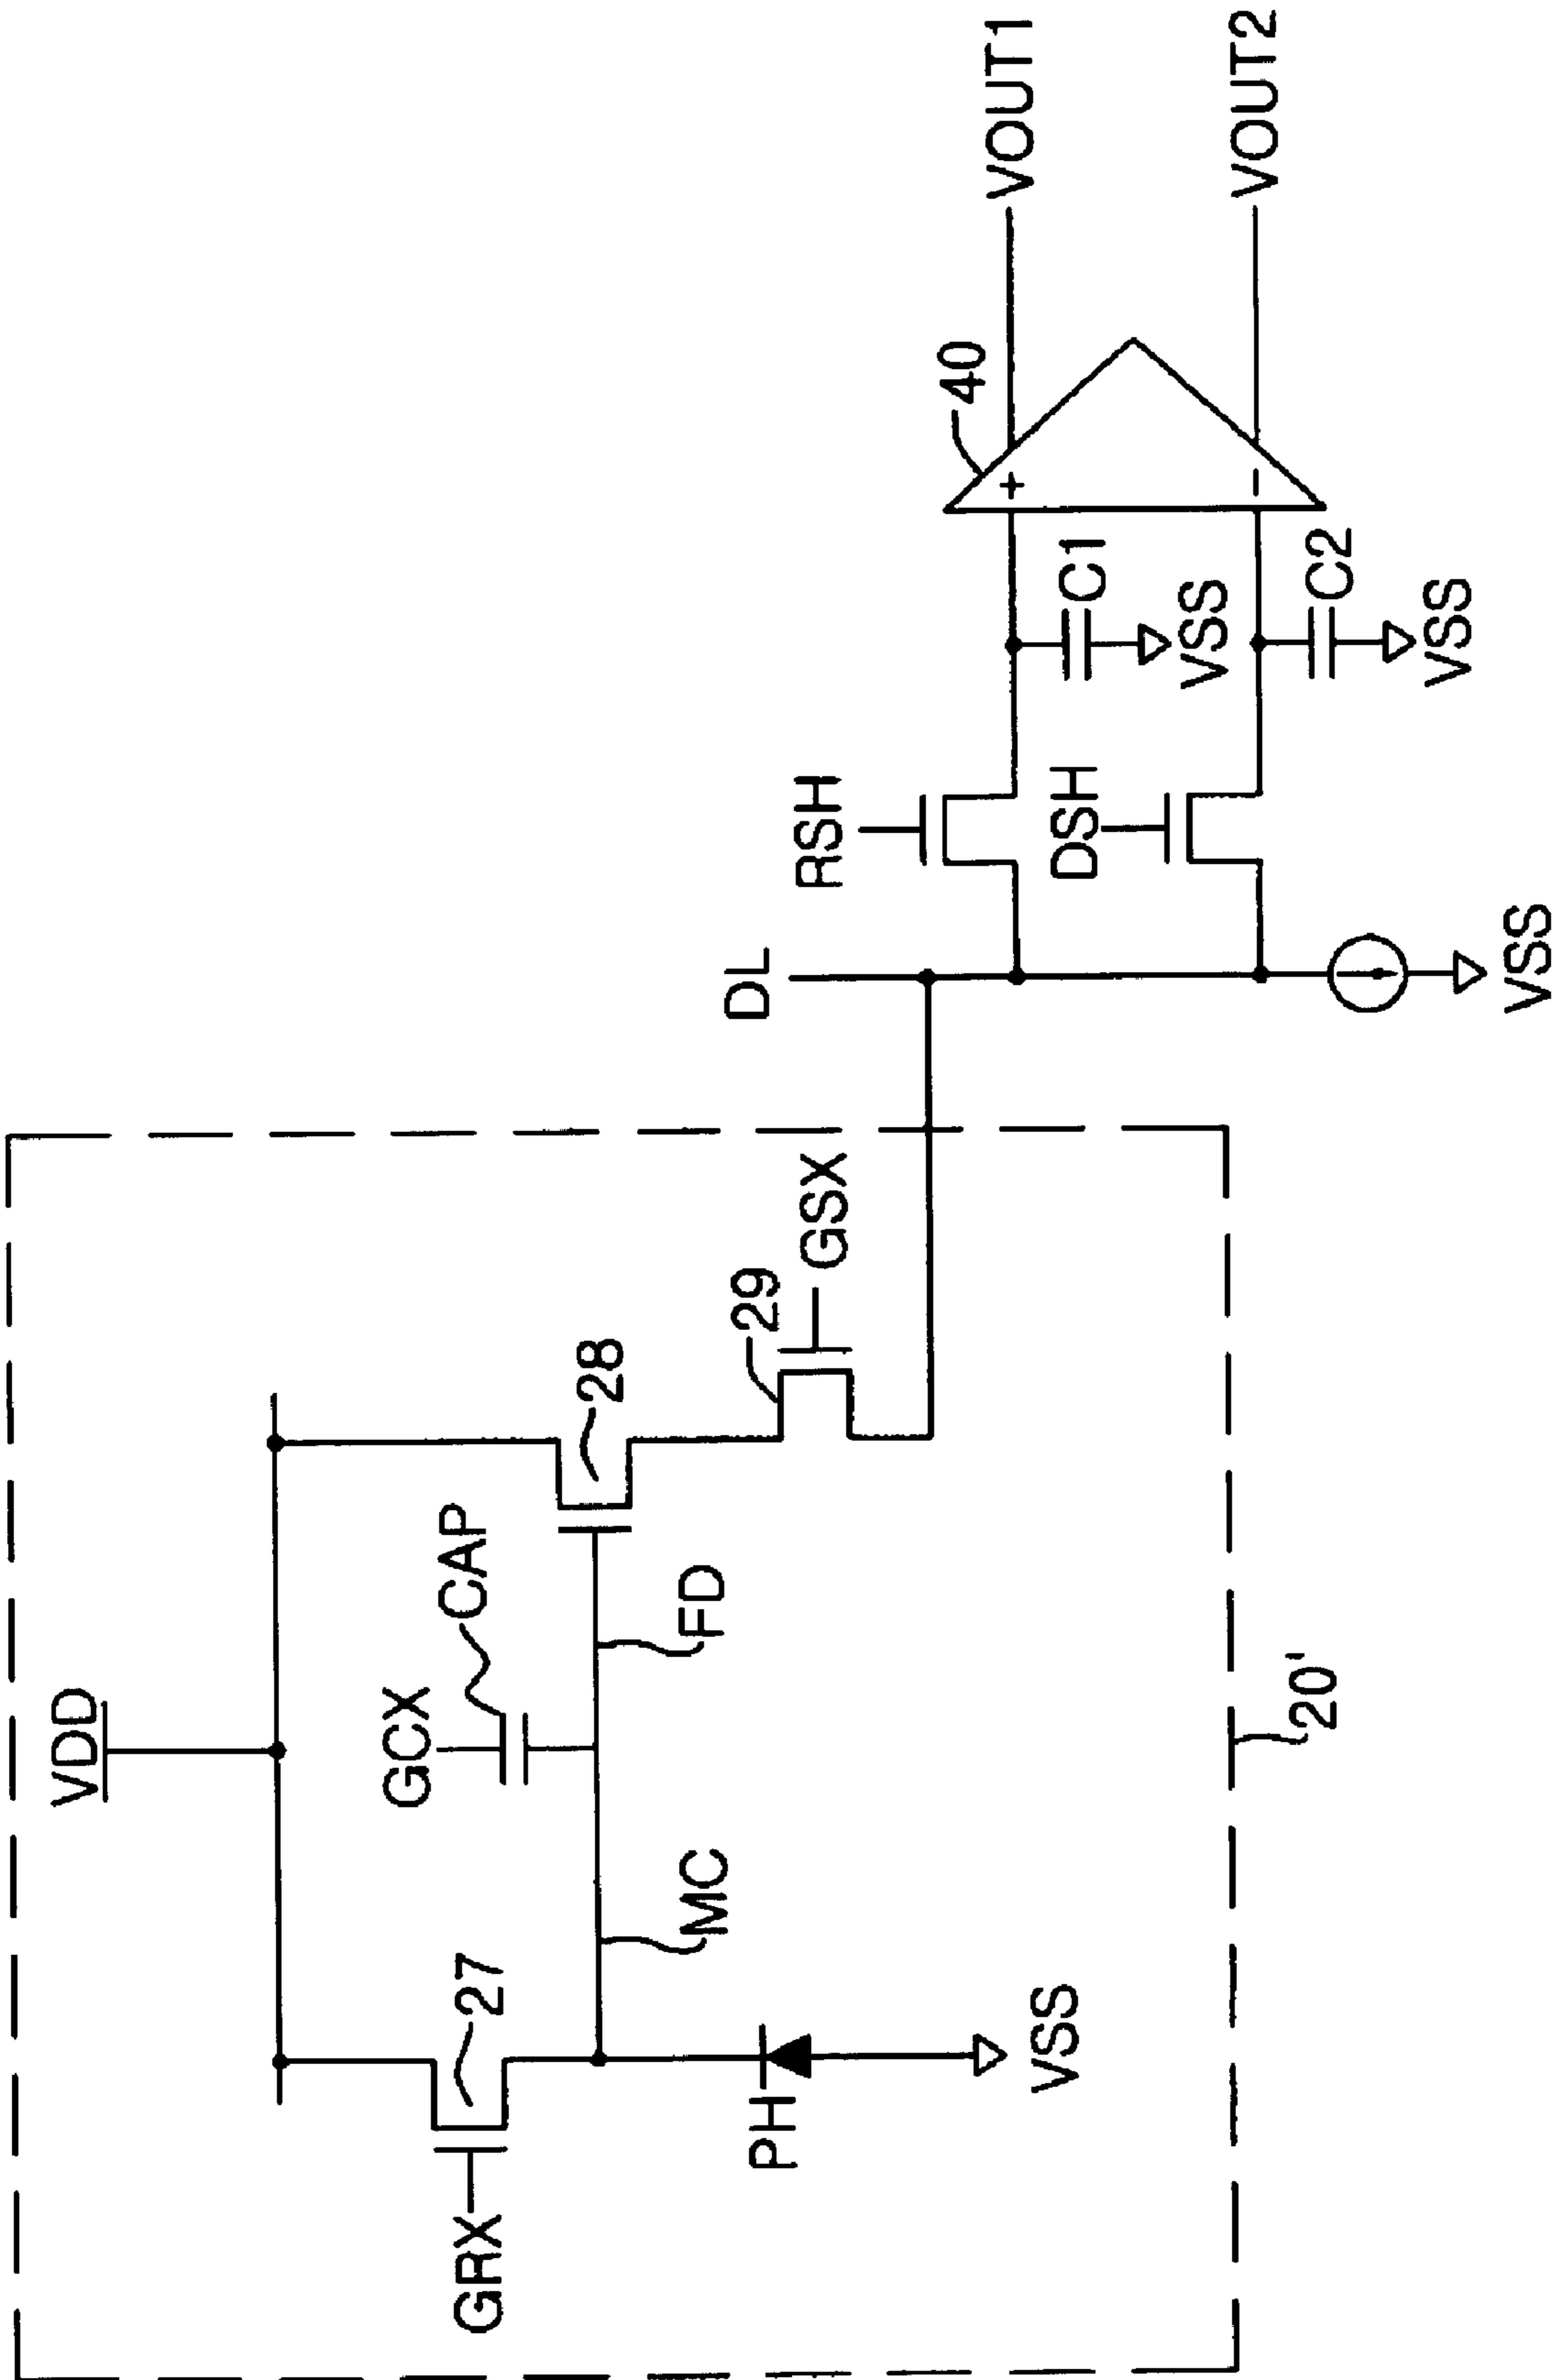 VDD
GRX
27
GCX
CAP
28
MC
FD
PH
29
GSX
VSS
20'
DL
RSH
DSH
C1
VSS
C2
VSS
VSS
40
VOUT1
VOUT2